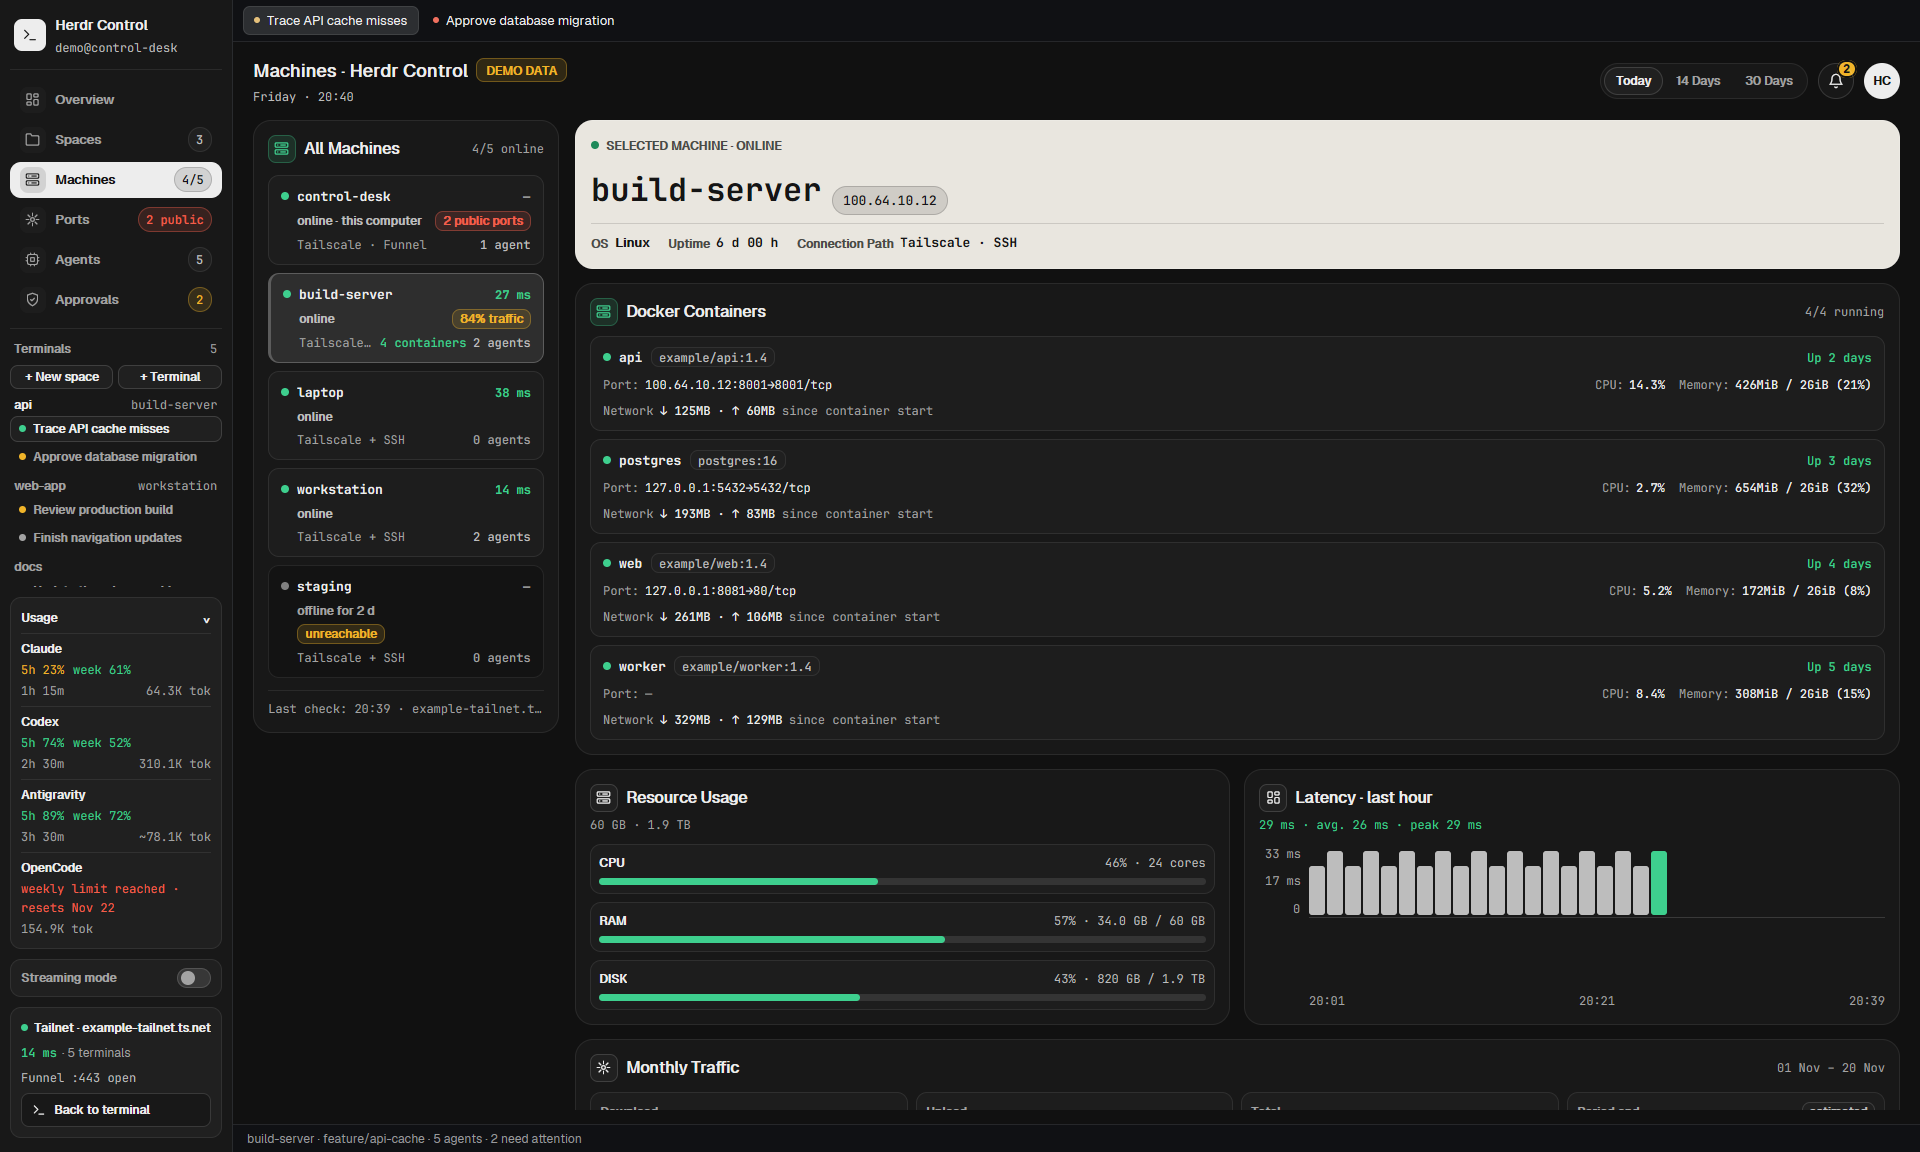 Herdr Control
demo@control-desk
Overview
Spaces 3
Machines 4/5
Ports 2 public
Agents 5
Approvals 2
Terminals 5
+ New space + Terminal
api build-server
Trace API cache misses
Approve database migration
web-app workstation
Review production build
Finish navigation updates
docs
Usage
Claude
5h 23% week 61%
1h 15m 64.3K tok
Codex
5h 74% week 52%
2h 30m 310.1K tok
Antigravity
5h 89% week 72%
3h 30m ~78.1K tok
OpenCode
weekly limit reached ·
resets Nov 22
154.9K tok
Streaming mode
Tailnet · example-tailnet.ts.net
14 ms · 5 terminals
Funnel :443 open
Back to terminal
Trace API cache misses Approve database migration
Machines · Herdr Control DEMO DATA
Friday · 20:40
Today 14 Days 30 Days 2 HC
All Machines 4/5 online
control-desk —
online · this computer 2 public ports
Tailscale · Funnel 1 agent
build-server 27 ms
online 84% traffic
Tailscale… 4 containers 2 agents
laptop 38 ms
online
Tailscale + SSH 0 agents
workstation 14 ms
online
Tailscale + SSH 2 agents
staging —
offline for 2 d
unreachable
Tailscale + SSH 0 agents
Last check: 20:39 · example-tailnet.t…
SELECTED MACHINE · ONLINE
build-server 100.64.10.12
OS Linux Uptime 6 d 00 h Connection Path Tailscale · SSH
Docker Containers 4/4 running
api example/api:1.4 Up 2 days
Port: 100.64.10.12:8001→8001/tcp CPU: 14.3% Memory: 426MiB / 2GiB (21%)
Network ↓ 125MB · ↑ 60MB since container start
postgres postgres:16 Up 3 days
Port: 127.0.0.1:5432→5432/tcp CPU: 2.7% Memory: 654MiB / 2GiB (32%)
Network ↓ 193MB · ↑ 83MB since container start
web example/web:1.4 Up 4 days
Port: 127.0.0.1:8081→80/tcp CPU: 5.2% Memory: 172MiB / 2GiB (8%)
Network ↓ 261MB · ↑ 106MB since container start
worker example/worker:1.4 Up 5 days
Port: — CPU: 8.4% Memory: 308MiB / 2GiB (15%)
Network ↓ 329MB · ↑ 129MB since container start
Resource Usage
60 GB · 1.9 TB
CPU 46% · 24 cores
RAM 57% · 34.0 GB / 60 GB
DISK 43% · 820 GB / 1.9 TB
Latency · last hour
29 ms · avg. 26 ms · peak 29 ms
33 ms
17 ms
0
20:01 20:21 20:39
Monthly Traffic 01 Nov – 20 Nov
Download Upload Total Period end estimated
build-server · feature/api-cache · 5 agents · 2 need attention